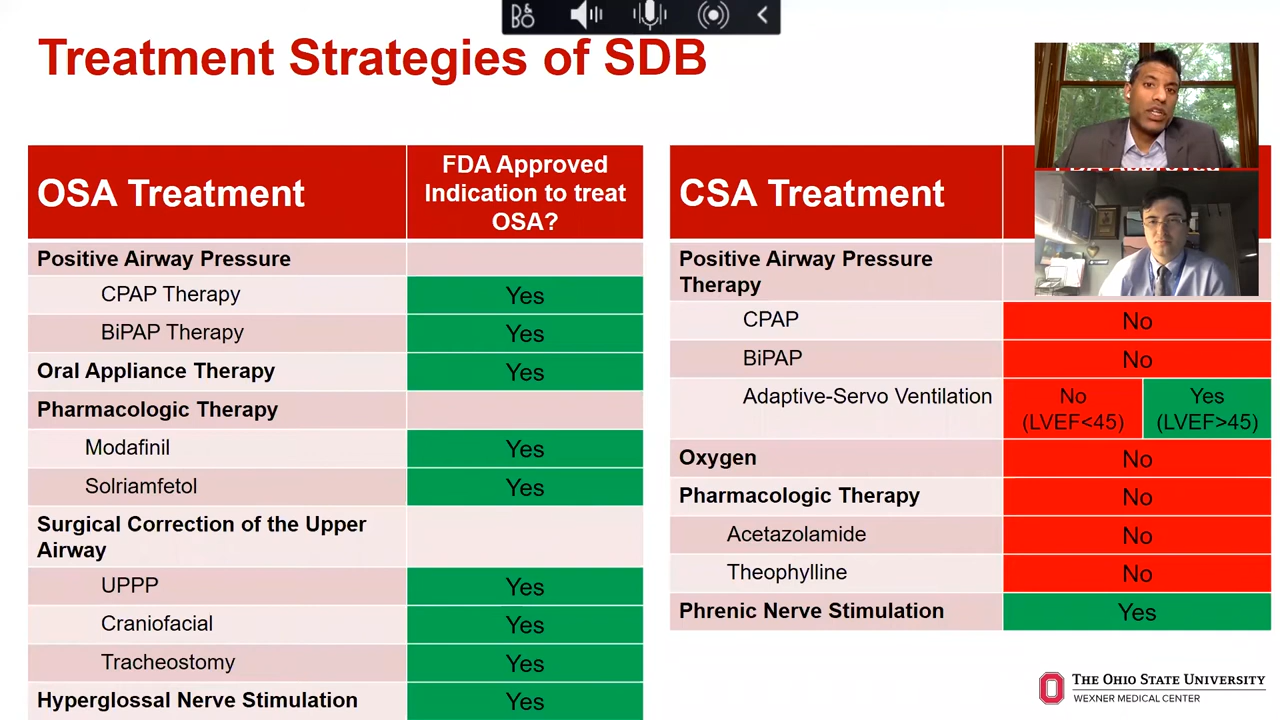 Treatment Strategies of SDB
OSA Treatment
FDA Approved
Indication to treat
OSA?
Positive Airway Pressure
CPAP Therapy
Yes
BiPAP Therapy
Yes
Oral Appliance Therapy
Yes
Pharmacologic Therapy
Modafinil
Yes
Solriamfetol
Yes
Surgical Correction of the Upper
Airway
UPPP
Yes
Craniofacial
Yes
Tracheostomy
Yes
Hyperglossal Nerve Stimulation
Yes
CSA Treatment
FDA Approved
Positive Airway Pressure
Therapy
CPAP
No
BiPAP
No
Adaptive-Servo Ventilation
No
(LVEF<45)
Yes
(LVEF>45)
Oxygen
No
Pharmacologic Therapy
No
Acetazolamide
No
Theophylline
No
Phrenic Nerve Stimulation
Yes
THE OHIO STATE UNIVERSITY
WEXNER MEDICAL CENTER